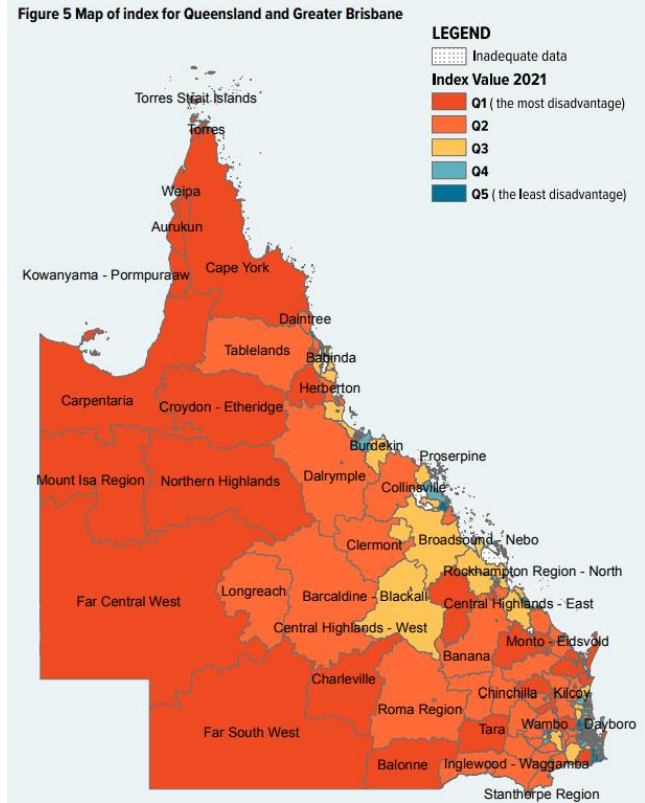 Figure 5 Map of index for Queensland and Greater Brisbane
LEGEND
Inadequate data
Index Value 2021
Q1 ( the most disadvantage)
Q2
Q3
Q4
Q5 ( the least disadvantage)
Torres Strait Islands
Torres
Weipa
Aurukun
Kowanyama - Pormpuraaw
Cape York
Daintree
Tablelands
Babinda
Herberton
Carpentaria
Croydon - Etheridge
Burdekin
Proserpine
Mount Isa Region
Northern Highlands
Dalrymple
Collinsville
Broadsound - Nebo
Clermont
Rockhampton Region - North
Far Central West
Longreach
Barcaldine - Blackall
Central Highlands - East
Central Highlands - West
Monto - Eidsvold
Banana
Charleville
Chinchilla
Kilcoy
Roma Region
Far South West
Tara
Wambo
Dayboro
Balonne
Inglewood - Waggamba
Stanthorpe Region